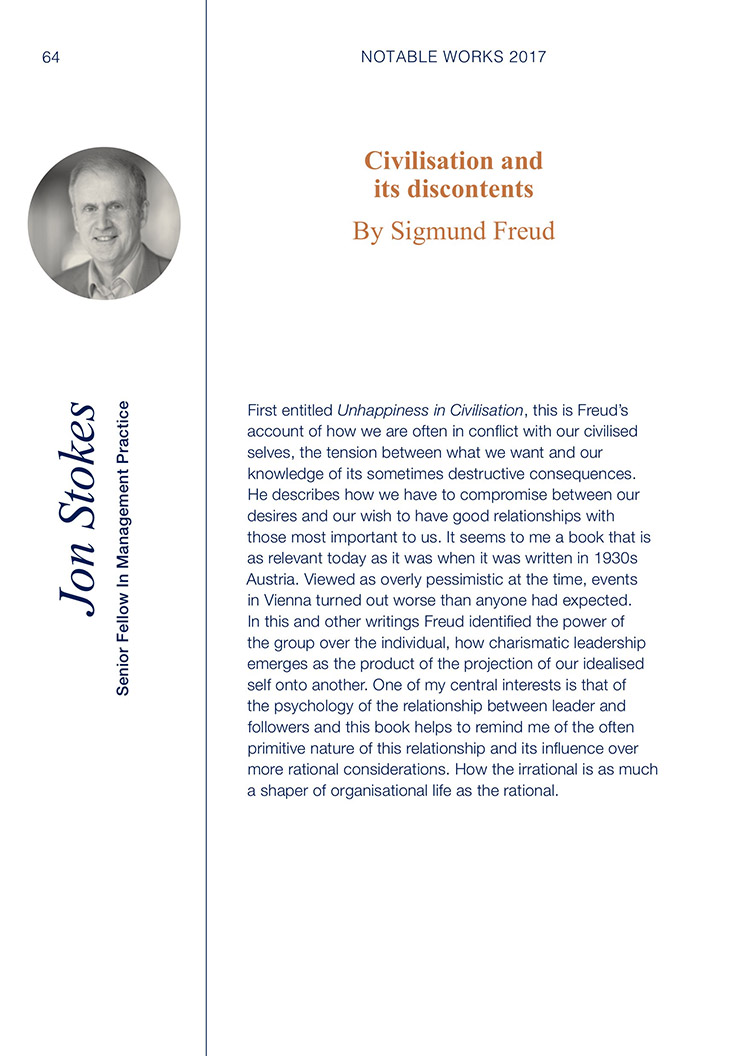 64
NOTABLE WORKS 2017
Civilisation and
its discontents
By Sigmund Freud
Jon Stokes
Senior Fellow In Management Practice
First entitled Unhappiness in Civilisation, this is Freud’s
account of how we are often in conflict with our civilised
selves, the tension between what we want and our
knowledge of its sometimes destructive consequences.
He describes how we have to compromise between our
desires and our wish to have good relationships with
those most important to us. It seems to me a book that is
as relevant today as it was when it was written in 1930s
Austria. Viewed as overly pessimistic at the time, events
in Vienna turned out worse than anyone had expected.
In this and other writings Freud identified the power of
the group over the individual, how charismatic leadership
emerges as the product of the projection of our idealised
self onto another. One of my central interests is that of
the psychology of the relationship between leader and
followers and this book helps to remind me of the often
primitive nature of this relationship and its influence over
more rational considerations. How the irrational is as much
a shaper of organisational life as the rational.